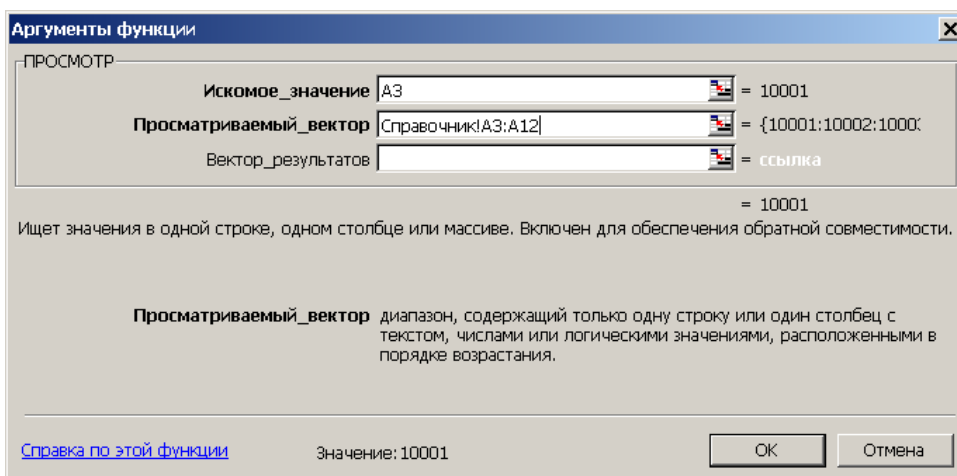 Аргументы функции
ПРОСМОТР
Искомое_значение A3 = 10001
Просматриваемый_вектор Справочник!A3:A12 = {10001:10002:1000
Вектор_результатов = ссылка
= 10001
Ищет значения в одной строке, одном столбце или массиве. Включен для обеспечения обратной совместимости.
Просматриваемый_вектор диапазон, содержащий только одну строку или один столбец с
текстом, числами или логическими значениями, расположенными в
порядке возрастания.
Справка по этой функции Значение:10001 ОК Отмена